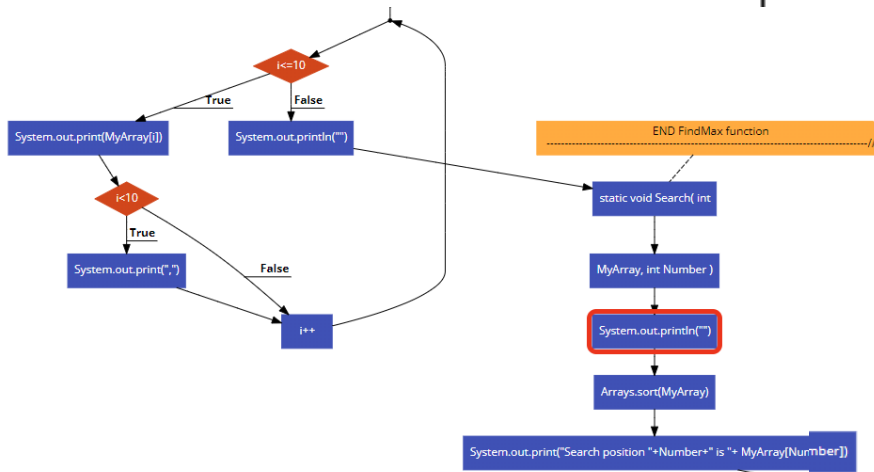 i<=10
True
False
System.out.print(MyArray[i])
System.out.println("")
END FindMax function
--------------------------------------------------------------------------------------------//
i<10
static void Search( int
True
System.out.print(",")
False
MyArray, int Number )
i++
System.out.println("")
Arrays.sort(MyArray)
System.out.print("Search position "+Number+" is "+ MyArray[Number])